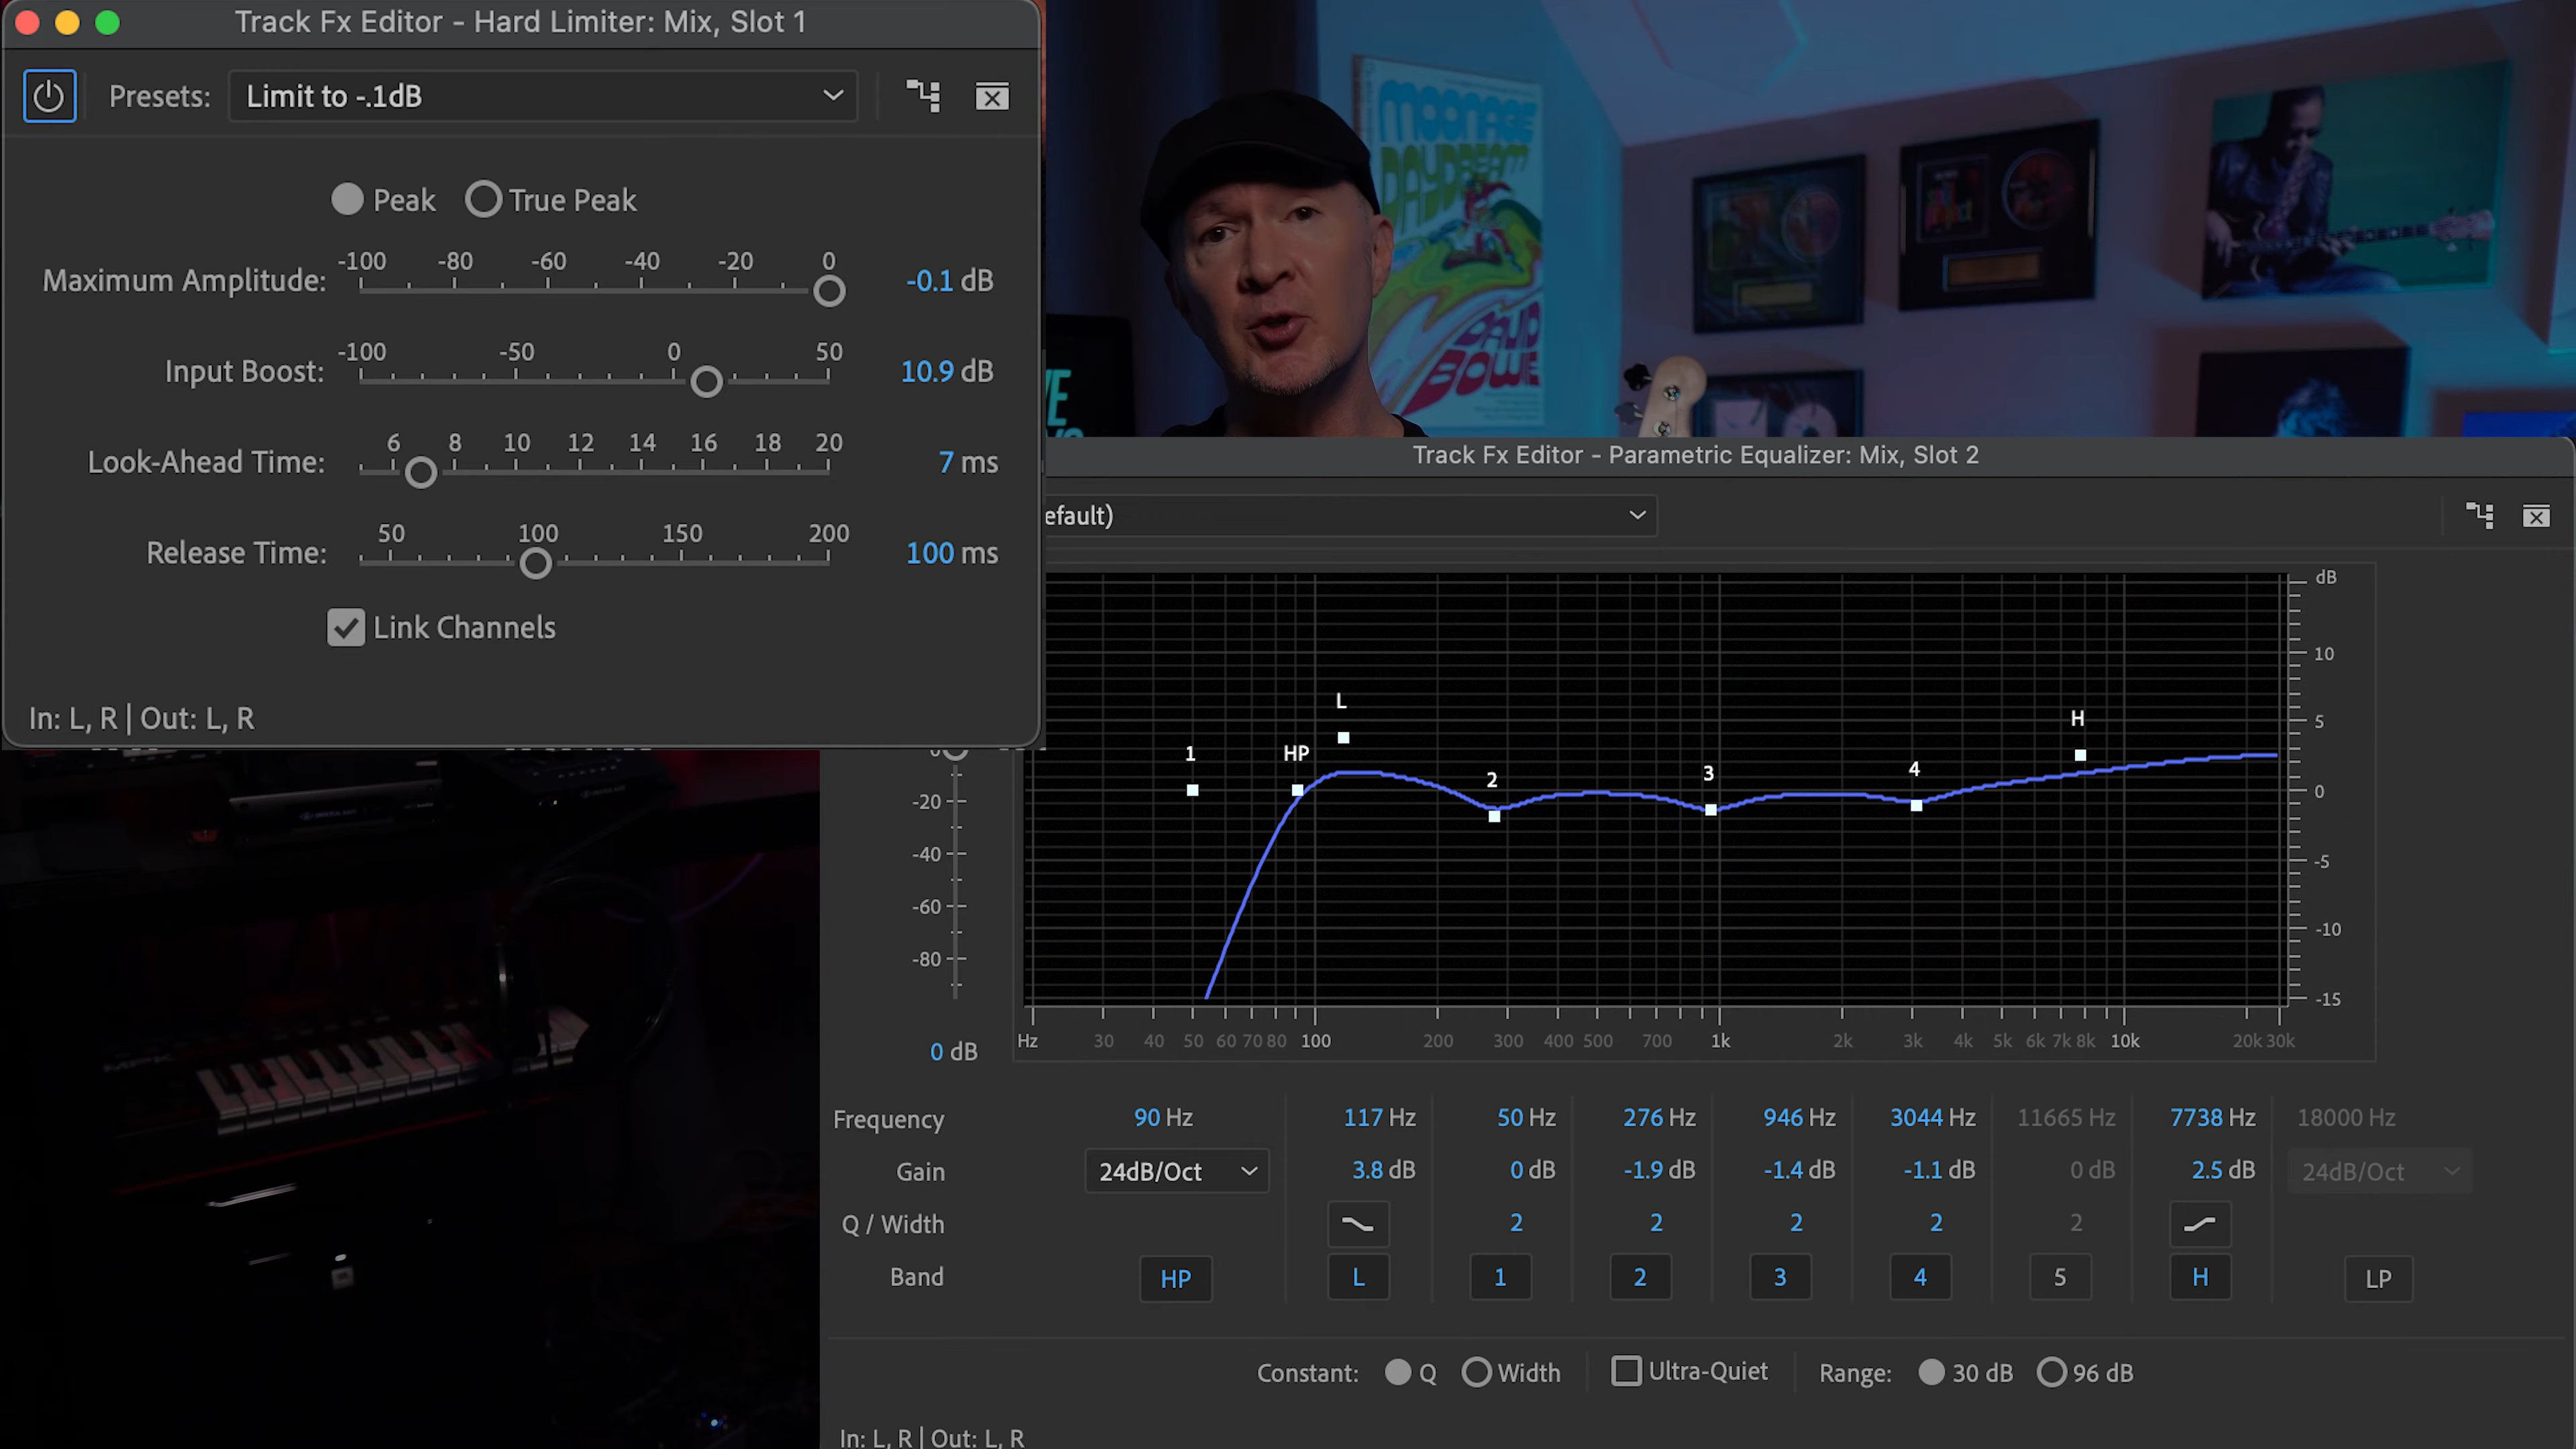 Track Fx Editor - Hard Limiter: Mix, Slot 1
Presets: Limit to -.1dB
Peak True Peak
-100 -80 -60 -40 -20 0
Maximum Amplitude: -0.1 dB
-100 -50 0 50
Input Boost: 10.9 dB
6 8 10 12 14 16 18 20
Look-Ahead Time: 7 ms
50 100 150 200
Release Time: 100 ms
Link Channels
In: L, R | Out: L, R
MOONAGE
DAYDREAM
DAVID
BOWIE
Track Fx Editor - Parametric Equalizer: Mix, Slot 2
efault)
dB
10
5
0
-5
-10
-15
L
H
1
HP
2
3
4
0
-20
-40
-60
-80
0 dB
Hz 30 40 50 60 70 80 100 200 300 400 500 700 1k 2k 3k 4k 5k 6k 7k 8k 10k 20k 30k
Frequency 90 Hz 117 Hz 50 Hz 276 Hz 946 Hz 3044 Hz 11665 Hz 7738 Hz 18000 Hz
Gain 24dB/Oct 3.8 dB 0 dB -1.9 dB -1.4 dB -1.1 dB 0 dB 2.5 dB 24dB/Oct
Q / Width 2 2 2 2 2
Band HP L 1 2 3 4 5 H LP
Constant: Q Width Ultra-Quiet Range: 30 dB 96 dB
In: L, R | Out: L, R
MPK